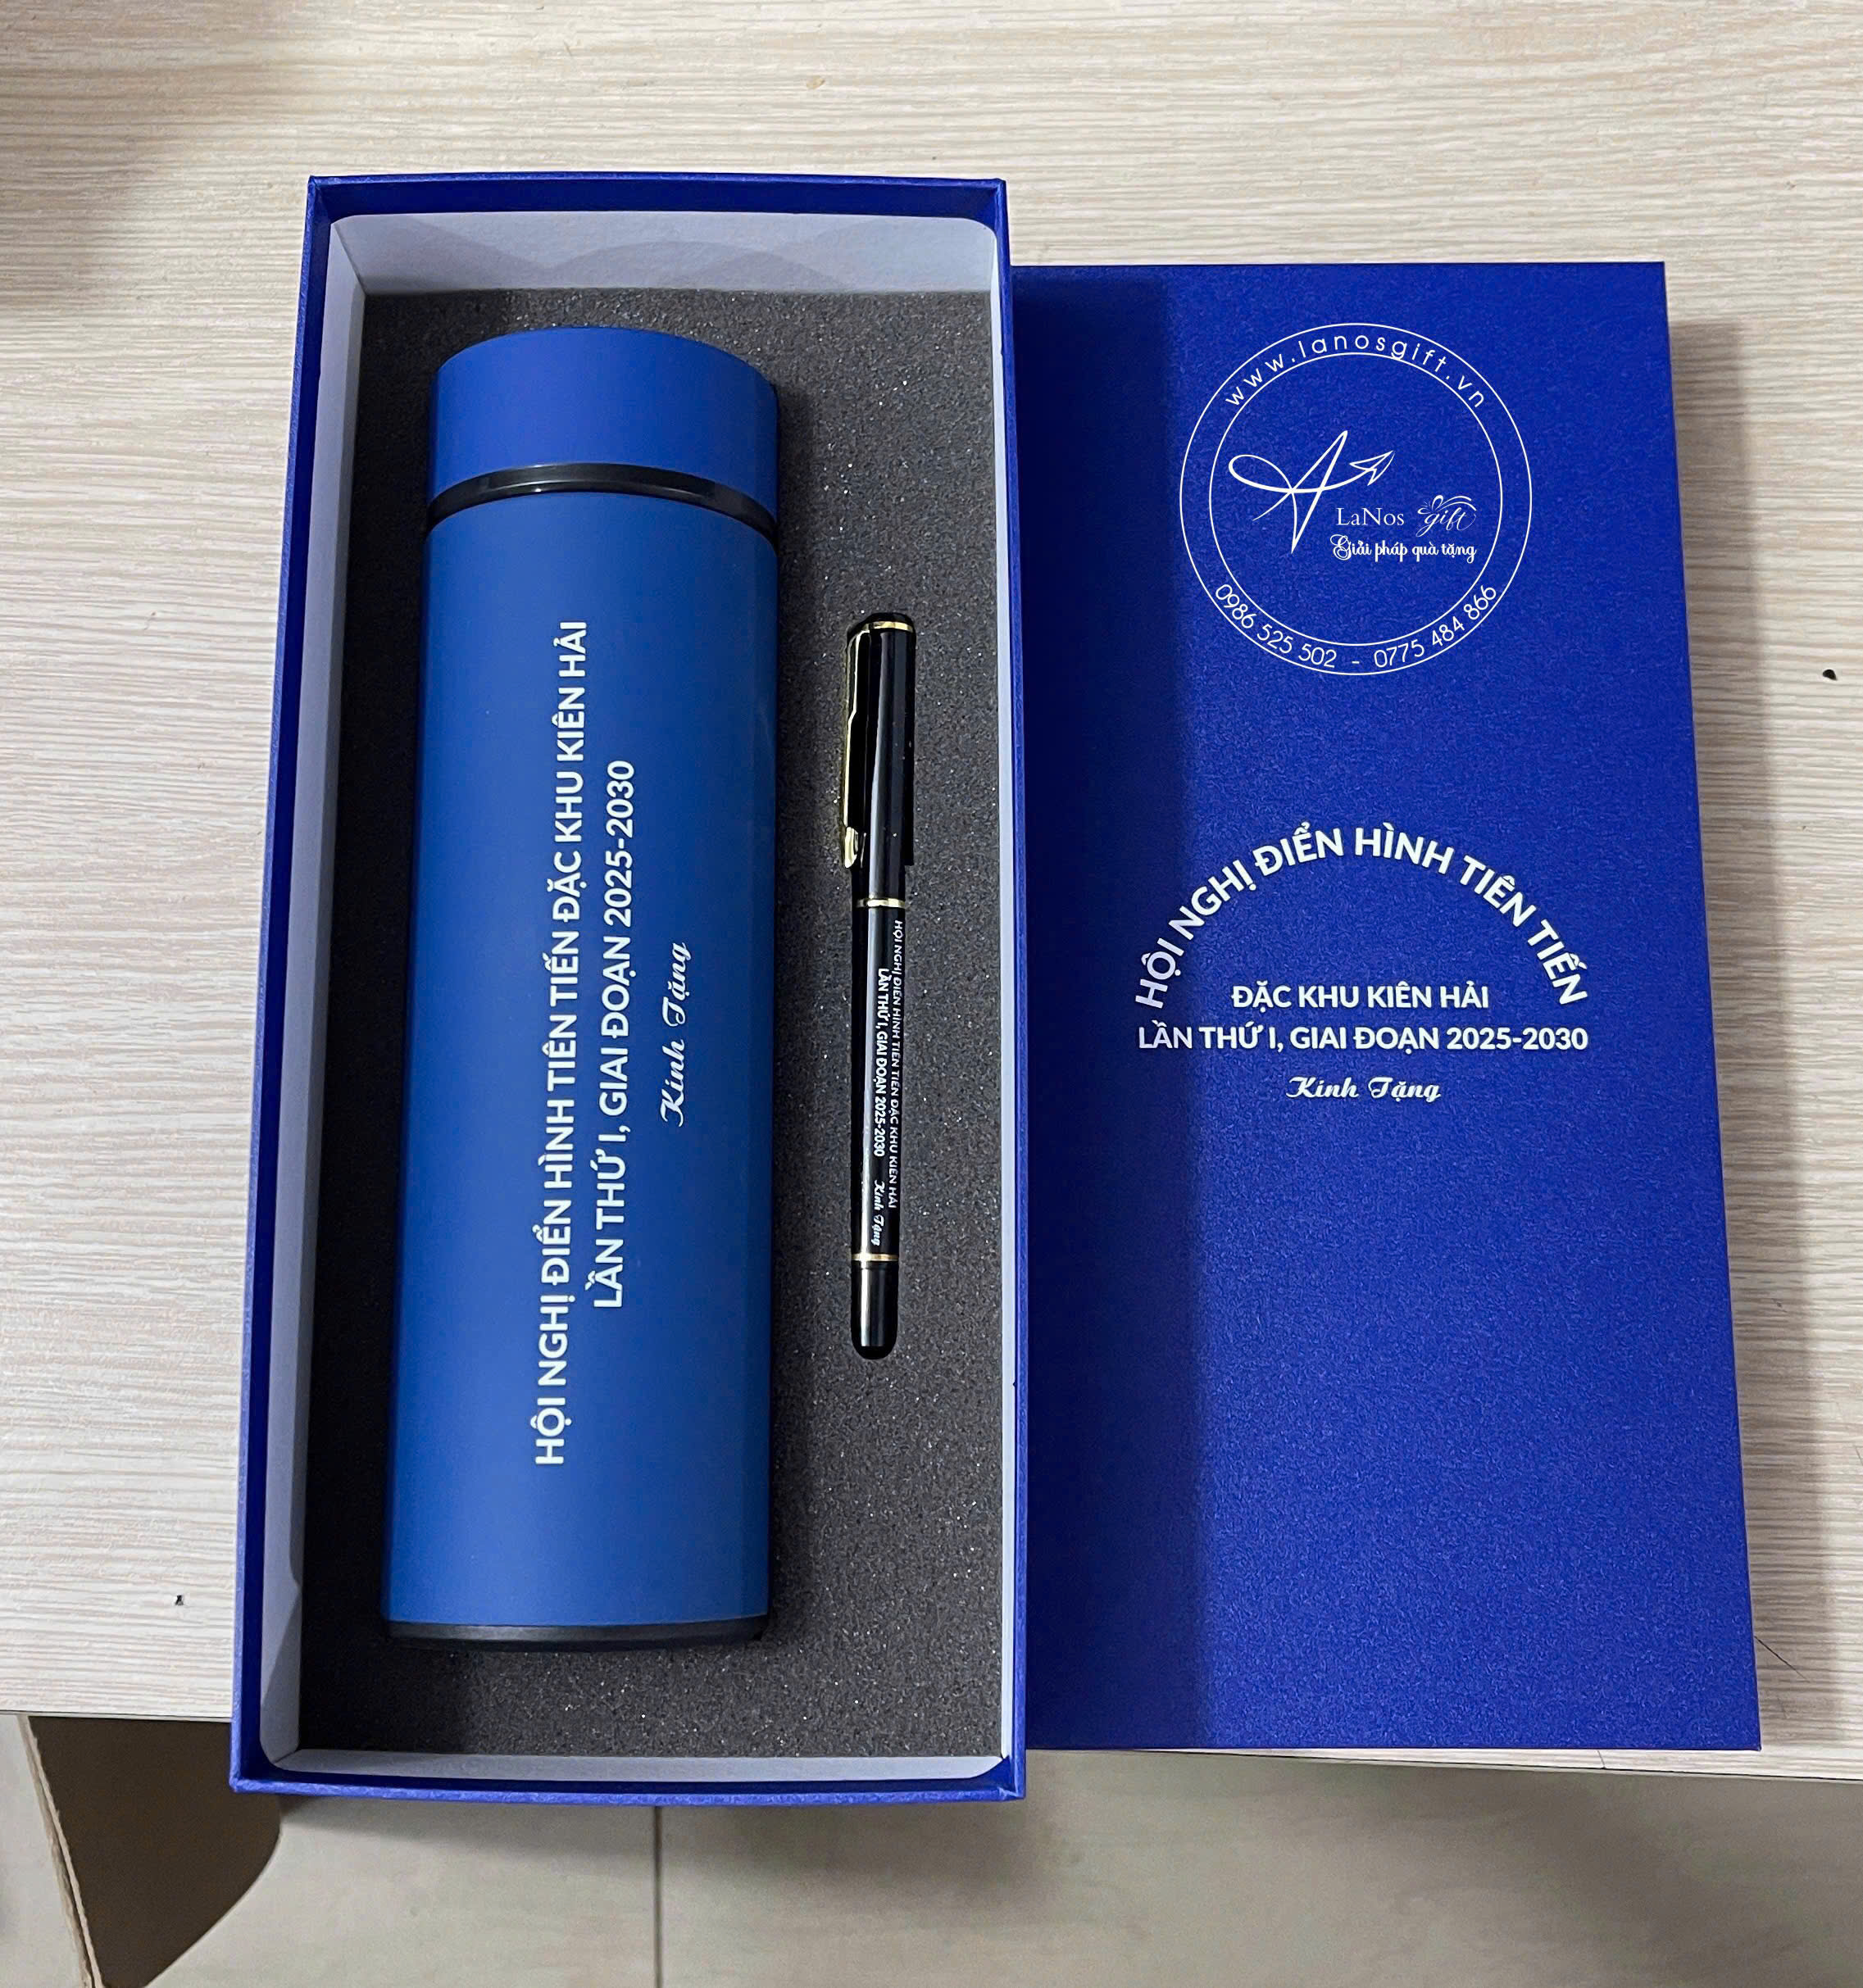 HỘI NGHỊ ĐIỂN HÌNH TIÊN TIẾN ĐẶC KHU KIÊN HẢI
LẦN THỨ I, GIAI ĐOẠN 2025-2030
Kính Tặng
HỘI NGHỊ ĐIỂN HÌNH TIÊN TIẾN ĐẶC KHU KIÊN HẢI
LẦN THỨ I, GIAI ĐOẠN 2025-2030 Kính Tặng
www.lanosgift.vn
LaNos gift
Giải pháp quà tặng
0986 525 502 - 0775 484 866
HỘI NGHỊ ĐIỂN HÌNH TIÊN TIẾN
ĐẶC KHU KIÊN HẢI
LẦN THỨ I, GIAI ĐOẠN 2025-2030
Kính Tặng